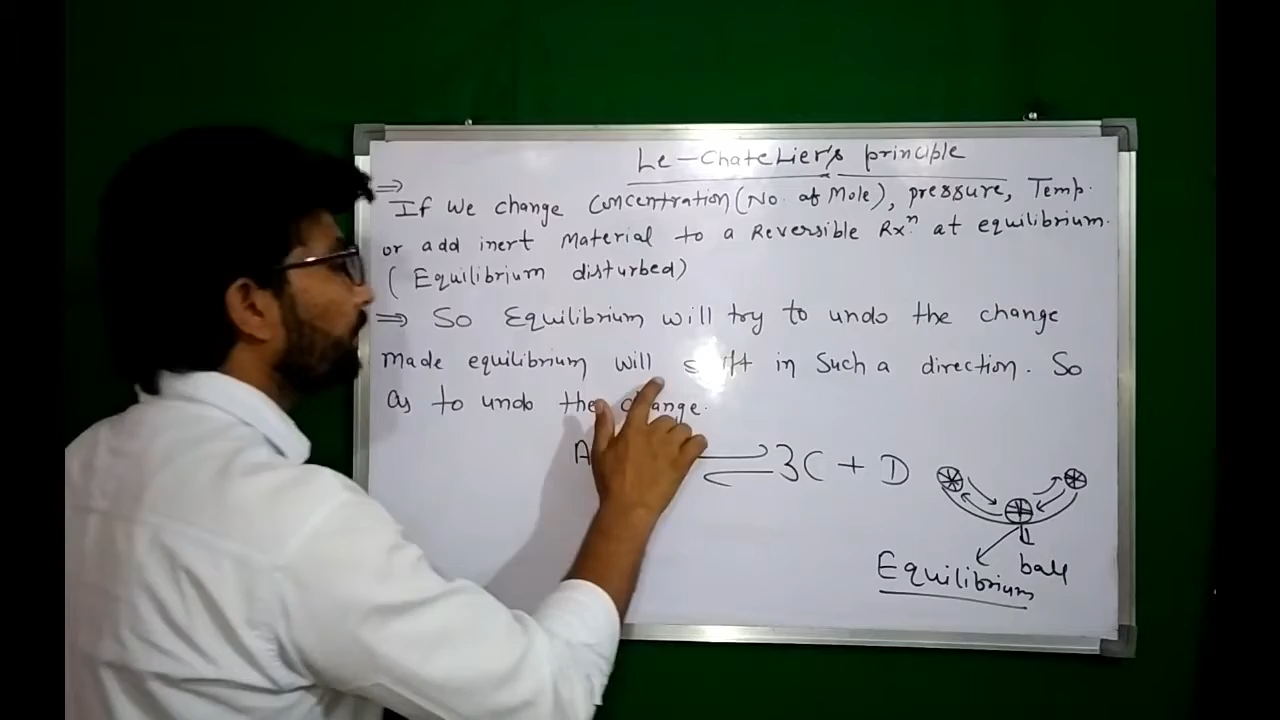 Le-Chatelier's principle
⇒
If we change Concentration (No. of Mole), pressure, Temp.
or add inert Material to a Reversible Rxⁿ. at equilibrium.
( Equilibrium disturbed)
⇒ So Equilibrium will try to undo the change
made equilibrium will shift in Such a direction. So
as to undo the change.
A ⇌ 3C + D
ball
Equilibrium